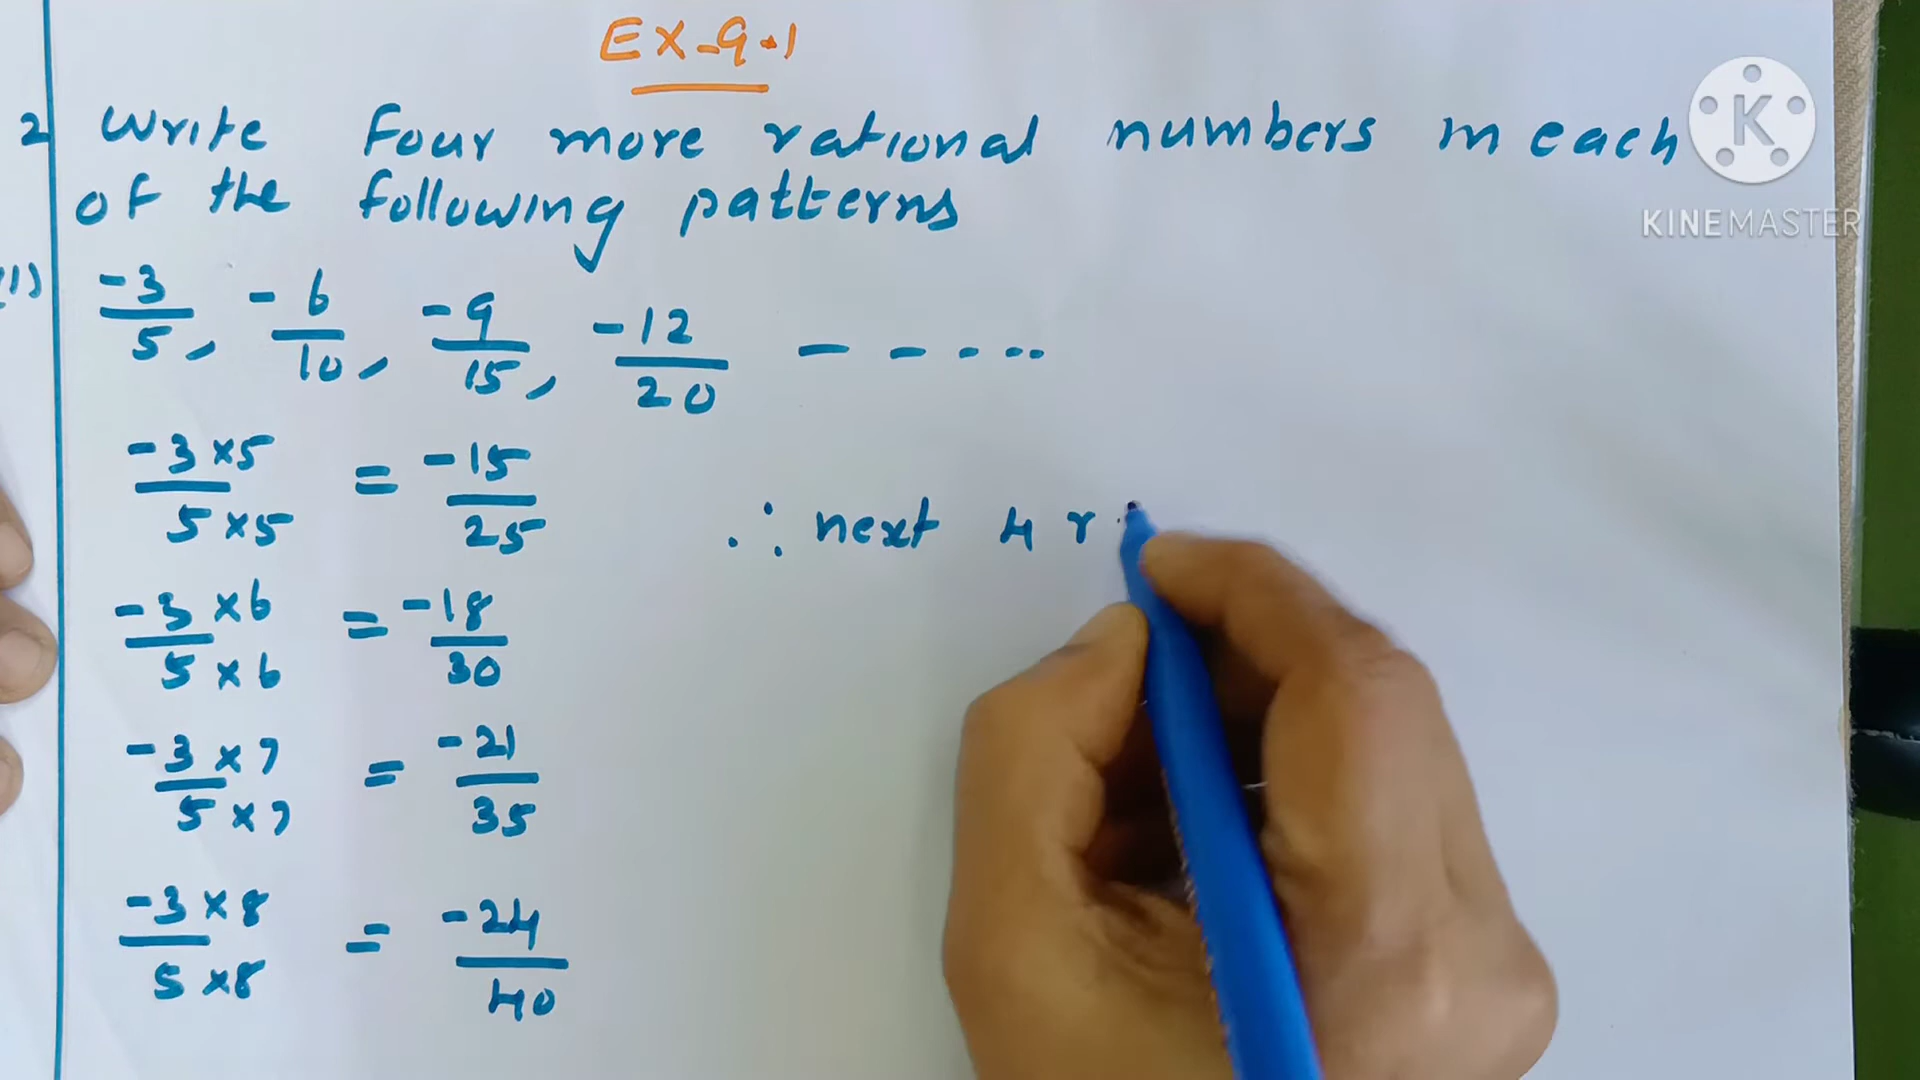 Ex-9.1
2 Write four more rational numbers in each
of the following patterns
(1) -3/5, -6/10, -9/15, -12/20 - - - - -
-3×5/5×5 = -15/25
∴ next 4 r
-3×6/5×6 = -18/30
-3×7/5×7 = -21/35
-3×8/5×8 = -24/40
K
KINEMASTER